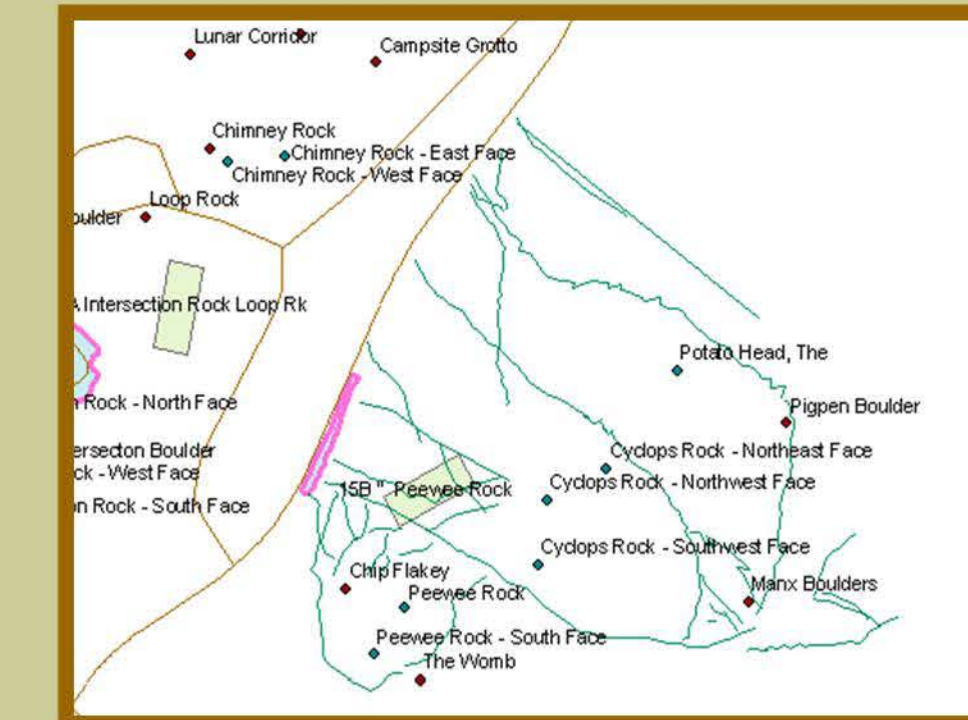 Lunar Corridor
Campsite Grotto
Chimney Rock
Chimney Rock - East Face
Chimney Rock - West Face
Loop Rock
oulder
Intersection Rock Loop Rk
Potato Head, The
Rock - North Face
Pigpen Boulder
ersecton Boulder
Cyclops Rock - Northeast Face
ck - West Face
Cyclops Rock - Northwest Face
15B " Peewee Rock
n Rock - South Face
Cyclops Rock - Southwest Face
Chip Flakey
Manx Boulders
Peewee Rock
Peewee Rock - South Face
The Womb